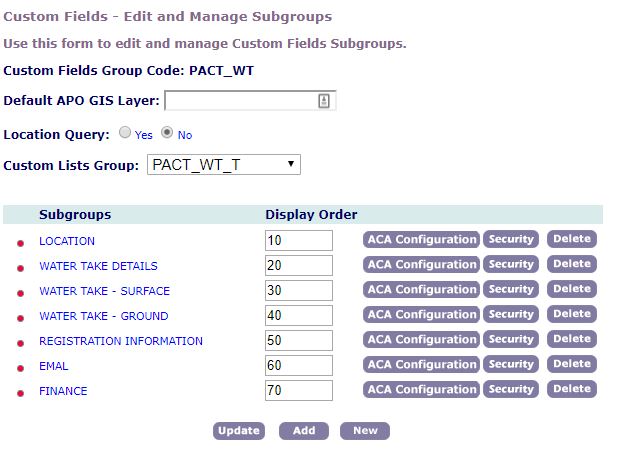 Custom Fields - Edit and Manage Subgroups
Use this form to edit and manage Custom Fields Subgroups.
Custom Fields Group Code: PACT_WT
Default APO GIS Layer:
Location Query: Yes No
Custom Lists Group: PACT_WT_T
Subgroups Display Order
LOCATION 10 ACA Configuration Security Delete
WATER TAKE DETAILS 20 ACA Configuration Security Delete
WATER TAKE - SURFACE 30 ACA Configuration Security Delete
WATER TAKE - GROUND 40 ACA Configuration Security Delete
REGISTRATION INFORMATION 50 ACA Configuration Security Delete
EMAL 60 ACA Configuration Security Delete
FINANCE 70 ACA Configuration Security Delete
Update Add New